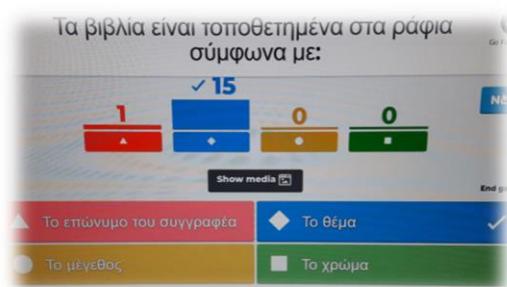 Τα βιβλία είναι τοποθετημένα στα ράφια
σύμφωνα με:
15
1
0
0
Show media
End
Το επώνυμο του συγγραφέα
Το θέμα
Το μέγεθος
Το χρώμα